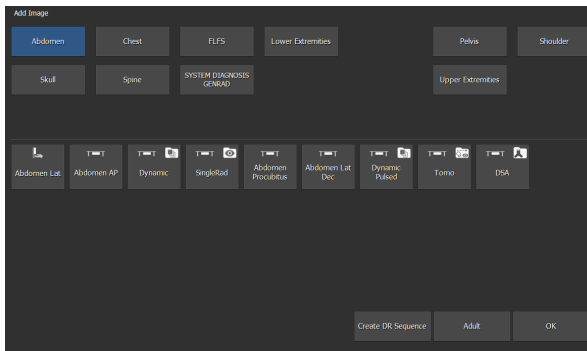 Add Image
Abdomen
Chest
FLFS
Lower Extremities
Pelvis
Shoulder
Skull
Spine
SYSTEM DIAGNOSIS
GENRAD
Upper Extremities
Abdomen Lat
Abdomen AP
Dynamic
SingleRad
Abdomen
Procubitus
Abdomen Lat
Dec
Dynamic
Pulsed
Tomo
DSA
Create DR Sequence
Adult
OK